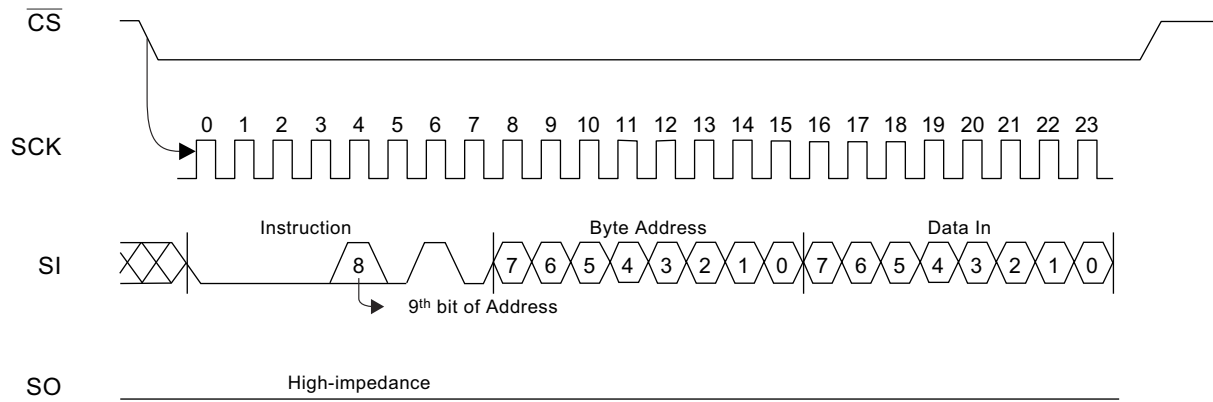 CS
SCK
0 1 2 3 4 5 6 7 8 9 10 11 12 13 14 15 16 17 18 19 20 21 22 23
Instruction Byte Address Data In
SI
8 7 6 5 4 3 2 1 0 7 6 5 4 3 2 1 0
9th bit of Address
High-impedance
SO